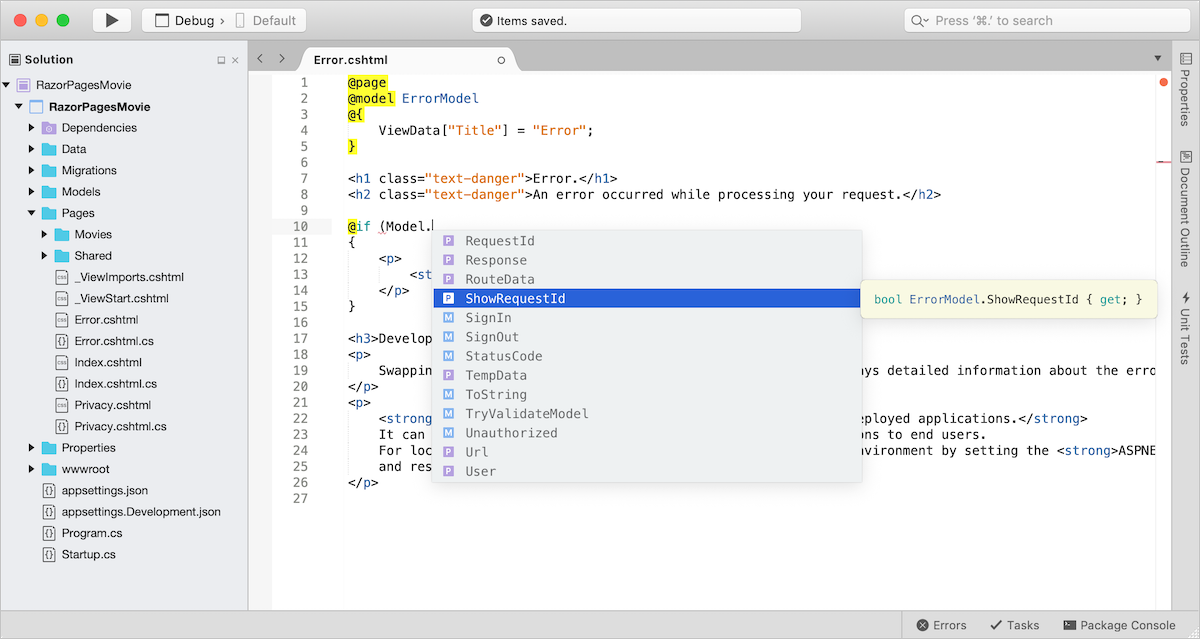 Debug › Default
Items saved.
Press ‘⌘.’ to search
Solution
RazorPagesMovie
RazorPagesMovie
Dependencies
Data
Migrations
Models
Pages
Movies
Shared
_ViewImports.cshtml
_ViewStart.cshtml
Error.cshtml
Error.cshtml.cs
Index.cshtml
Index.cshtml.cs
Privacy.cshtml
Privacy.cshtml.cs
Properties
wwwroot
appsettings.json
appsettings.Development.json
Program.cs
Startup.cs
Error.cshtml
1 @page
2 @model ErrorModel
3 @{
4 ViewData["Title"] = "Error";
5 }
6
7 <h1 class="text-danger">Error.</h1>
8 <h2 class="text-danger">An error occurred while processing your request.</h2>
9
10 @if (Model.
11 {
12 <p>
13 <st
14 </p>
15 }
16
17 <h3>Develop
18 <p>
19 Swappin ys detailed information about the erro
20 </p>
21 <p>
22 <strong eployed applications.</strong>
23 It can ns to end users.
24 For loc vironment by setting the <strong>ASPNE
25 and res
26 </p>
27
P RequestId
P Response
P RouteData
P ShowRequestId
M SignIn
M SignOut
M StatusCode
P TempData
M ToString
M TryValidateModel
M Unauthorized
P Url
P User
bool ErrorModel.ShowRequestId { get; }
Properties
Document Outline
Unit Tests
Errors
Tasks
Package Console